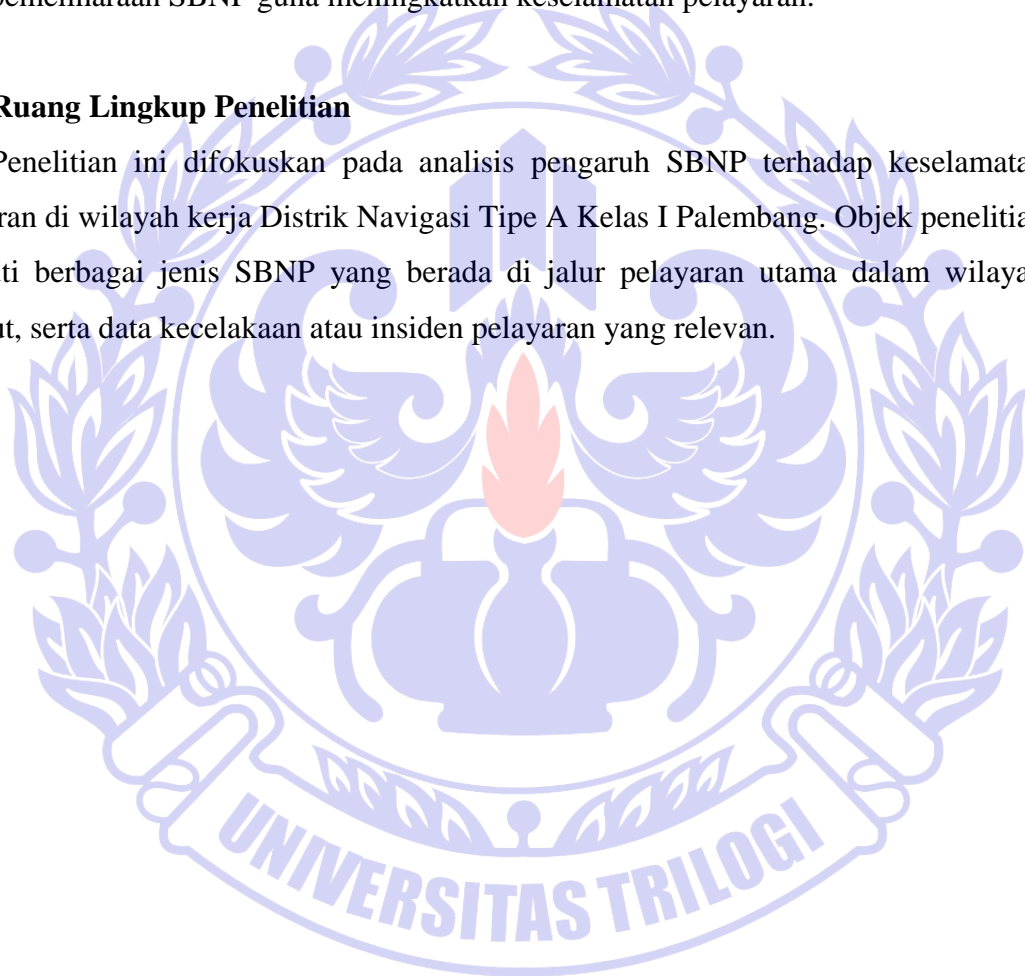 pemeliharaan SBNP guna meningkatkan keselamatan pelayaran.
Ruang Lingkup Penelitian
Penelitian ini difokuskan pada analisis pengaruh SBNP terhadap keselamata
ran di wilayah kerja Distrik Navigasi Tipe A Kelas I Palembang. Objek penelitia
ti berbagai jenis SBNP yang berada di jalur pelayaran utama dalam wilaya
ut, serta data kecelakaan atau insiden pelayaran yang relevan.
UNIVERSITAS TRILOGI